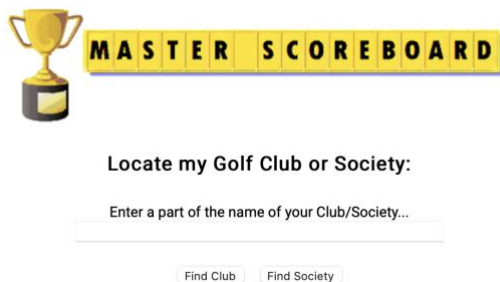 MASTER SCOREBOARD
Locate my Golf Club or Society:
Enter a part of the name of your Club/Society...
Find Club Find Society